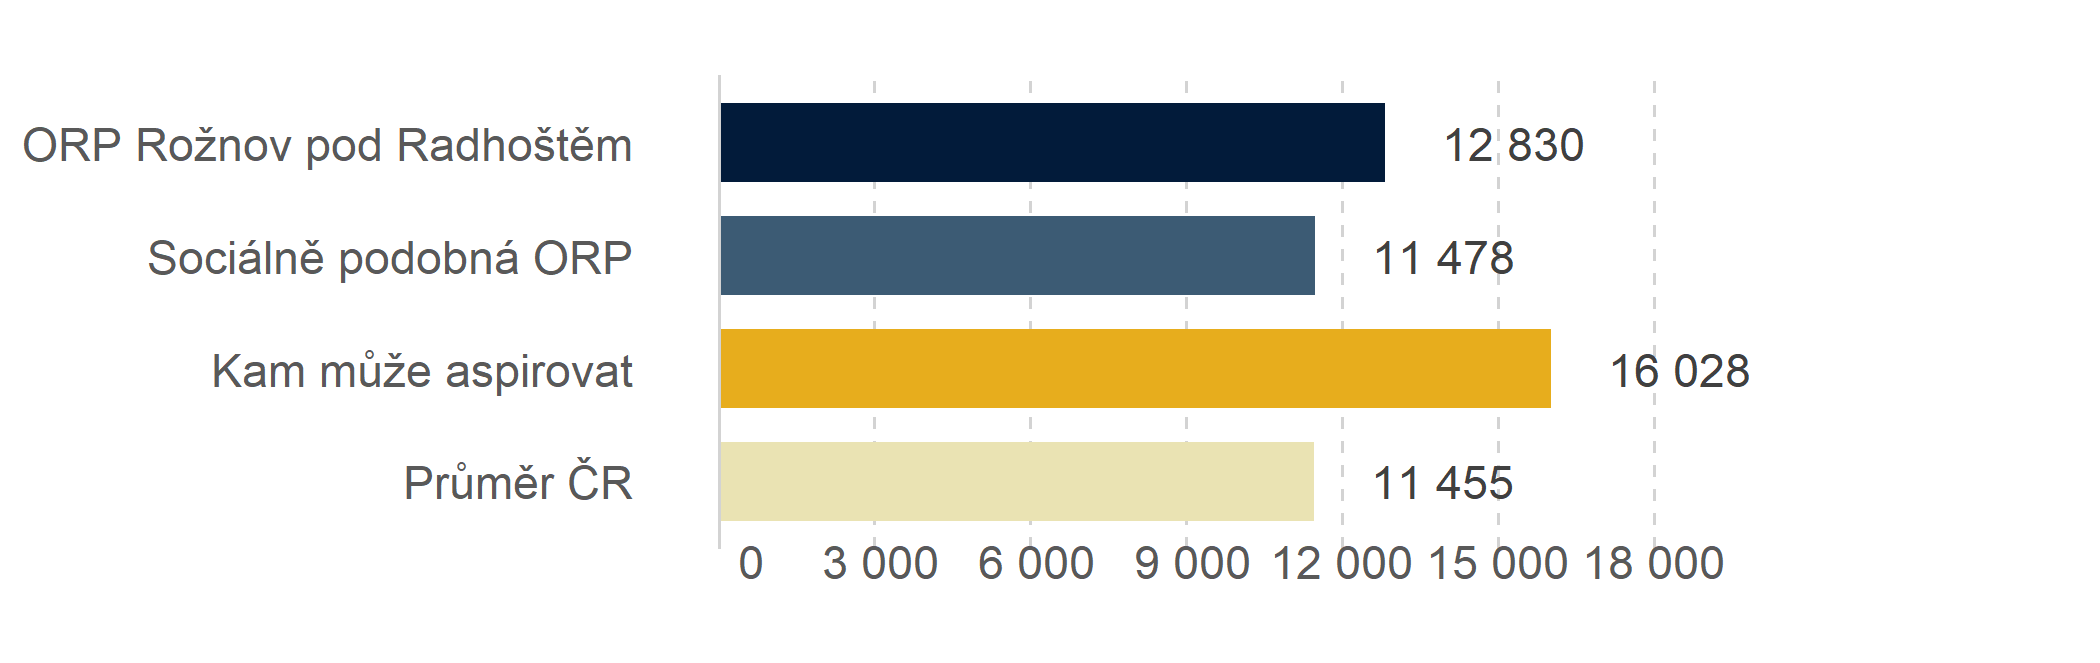 ORP Rožnov pod Radhoštěm 12 830
Sociálně podobná ORP 11 478
Kam může aspirovat 16 028
Průměr ČR 11 455
0 3 000 6 000 9 000 12 000 15 000 18 000